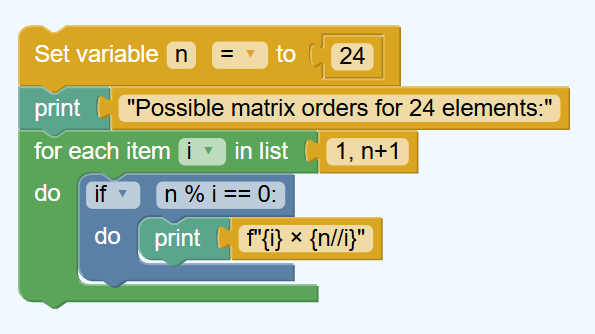 Set variable n = to 24
print "Possible matrix orders for 24 elements:"
for each item i in list 1, n+1
do if n % i == 0:
do print f"{i} × {n//i}"